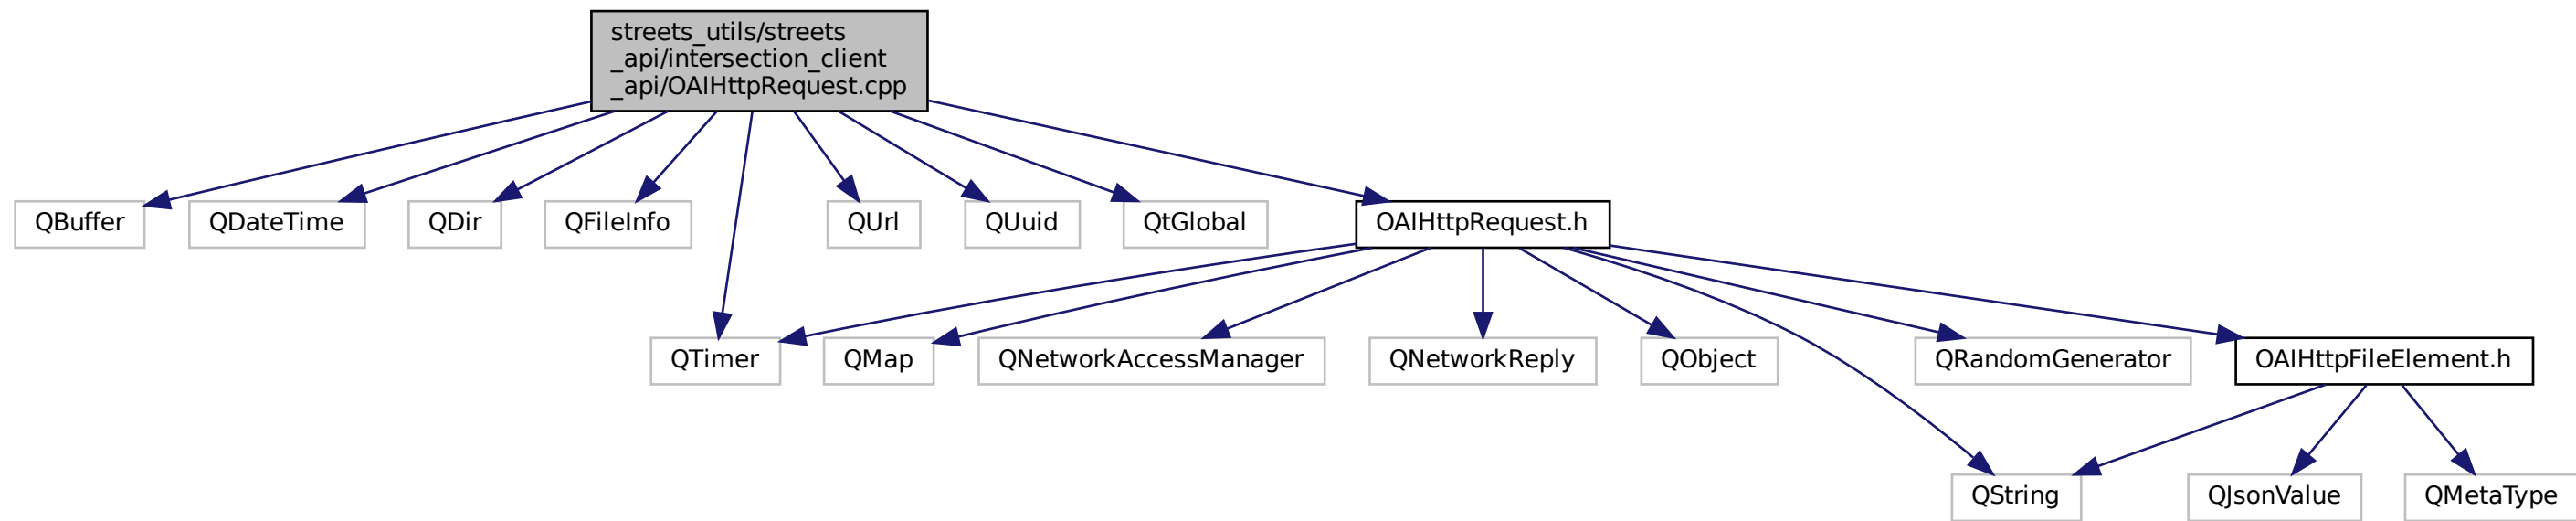 streets_utils/streets
_api/intersection_client
_api/OAIHttpRequest.cpp
QBuffer
QDateTime
QDir
QFileInfo
QUrl
QUuid
QtGlobal
OAIHttpRequest.h
QTimer
QMap
QNetworkAccessManager
QNetworkReply
QObject
QRandomGenerator
OAIHttpFileElement.h
QString
QJsonValue
QMetaType